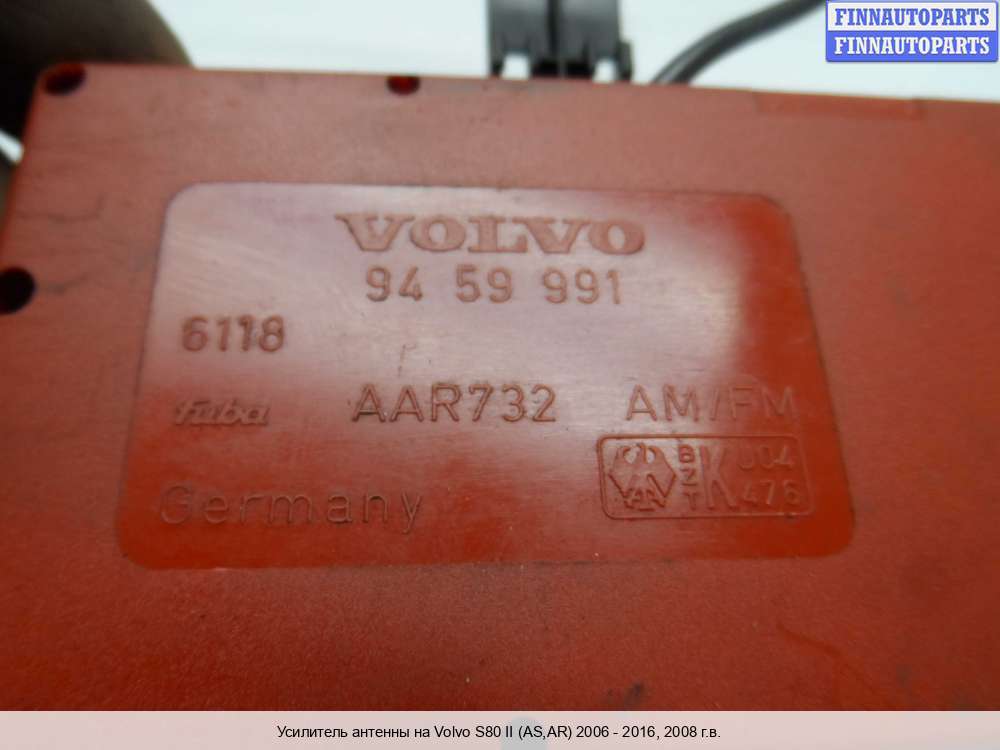 FINNAUTOPARTS
FINNAUTOPARTS
VOLVO
94 59 991
6118
fuba AAR732 AM/FM
BZT K J04 476
Germany
Усилитель антенны на Volvo S80 II (AS,AR) 2006 - 2016, 2008 г.в.